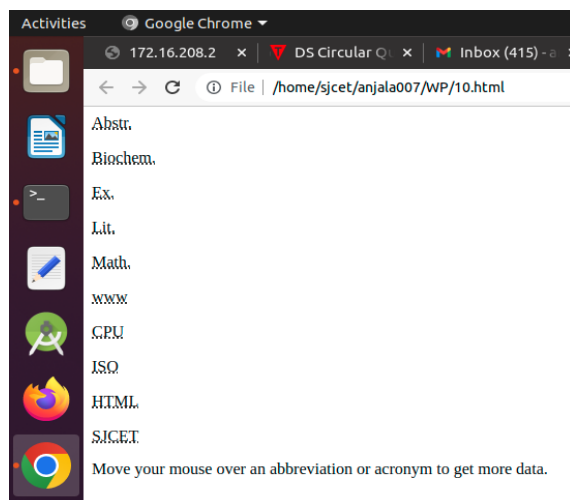 Activities
Google Chrome
172.16.208.2 × DS Circular Q × Inbox (415) - a
File /home/sjcet/anjala007/WP/10.html
Abstr.
Biochem.
Ex.
Lit.
Math.
www
CPU
ISO
HTML
SJCET
Move your mouse over an abbreviation or acronym to get more data.
>_